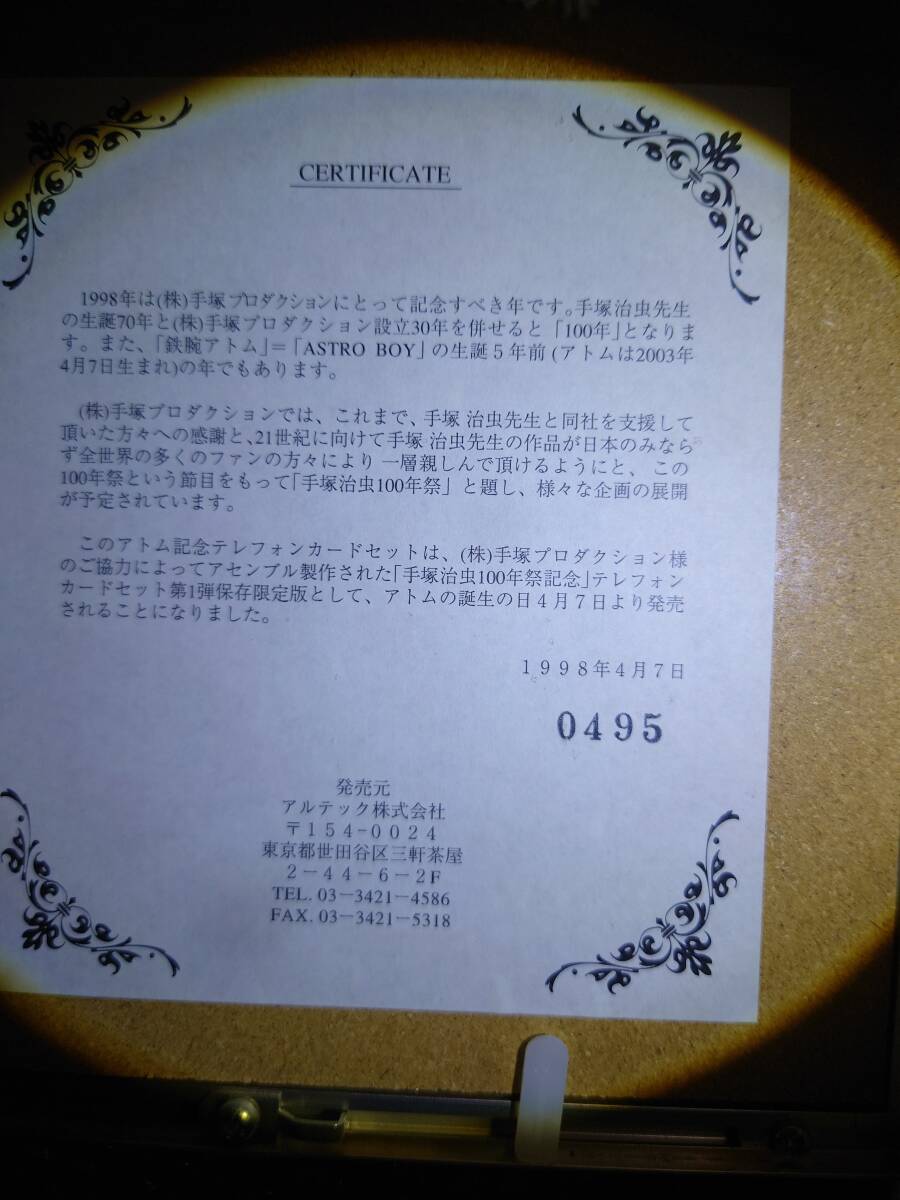 CERTIFICATE
1998年は(株)手塚プロダクションにとって記念すべき年です。手塚治虫先生
の生誕70年と(株)手塚プロダクション設立30年を併せると「100年」となりま
す。また、「鉄腕アトム」=「ASTRO BOY」の生誕5年前(アトムは2003年
4月7日生まれ)の年でもあります。
(株)手塚プロダクションでは、これまで、手塚 治虫先生と同社を支援して
頂いた方々への感謝と、21世紀に向けて手塚 治虫先生の作品が日本のみなら
ず全世界の多くのファンの方々により一層親しんで頂けるようにと、この
100年祭という節目をもって「手塚治虫100年祭」と題し、様々な企画の展開
が予定されています。
このアトム記念テレフォンカードセットは、(株)手塚プロダクション様
のご協力によってアセンブル製作された「手塚治虫100年祭記念」テレフォン
カードセット第1弾保存限定版として、アトムの誕生の日4月7日より発売
されることになりました。
1998年4月7日
0495
発売元
アルテック株式会社
〒154-0024
東京都世田谷区三軒茶屋
2-44-6-2F
TEL. 03-3421-4586
FAX. 03-3421-5318